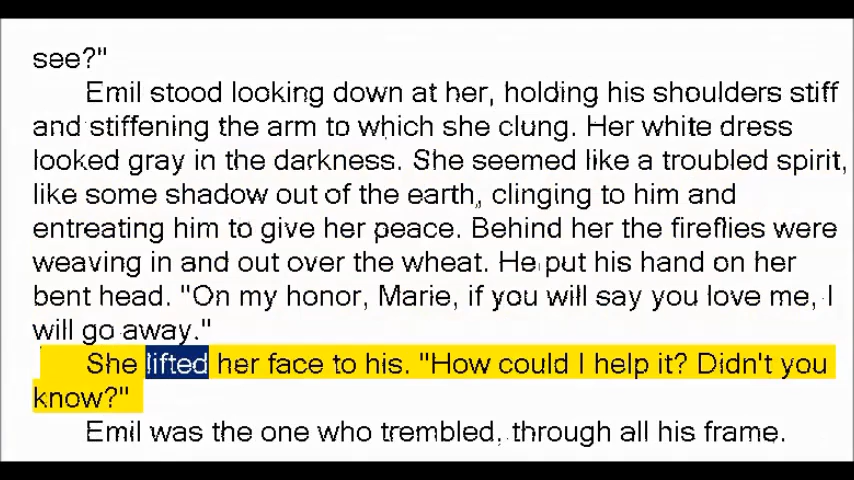 see?"
Emil stood looking down at her, holding his shoulders stiff
and stiffening the arm to which she clung. Her white dress
looked gray in the darkness. She seemed like a troubled spirit,
like some shadow out of the earth, clinging to him and
entreating him to give her peace. Behind her the fireflies were
weaving in and out over the wheat. He put his hand on her
bent head. "On my honor, Marie, if you will say you love me, I
will go away."
She lifted her face to his. "How could I help it? Didn't you
know?"
Emil was the one who trembled, through all his frame.